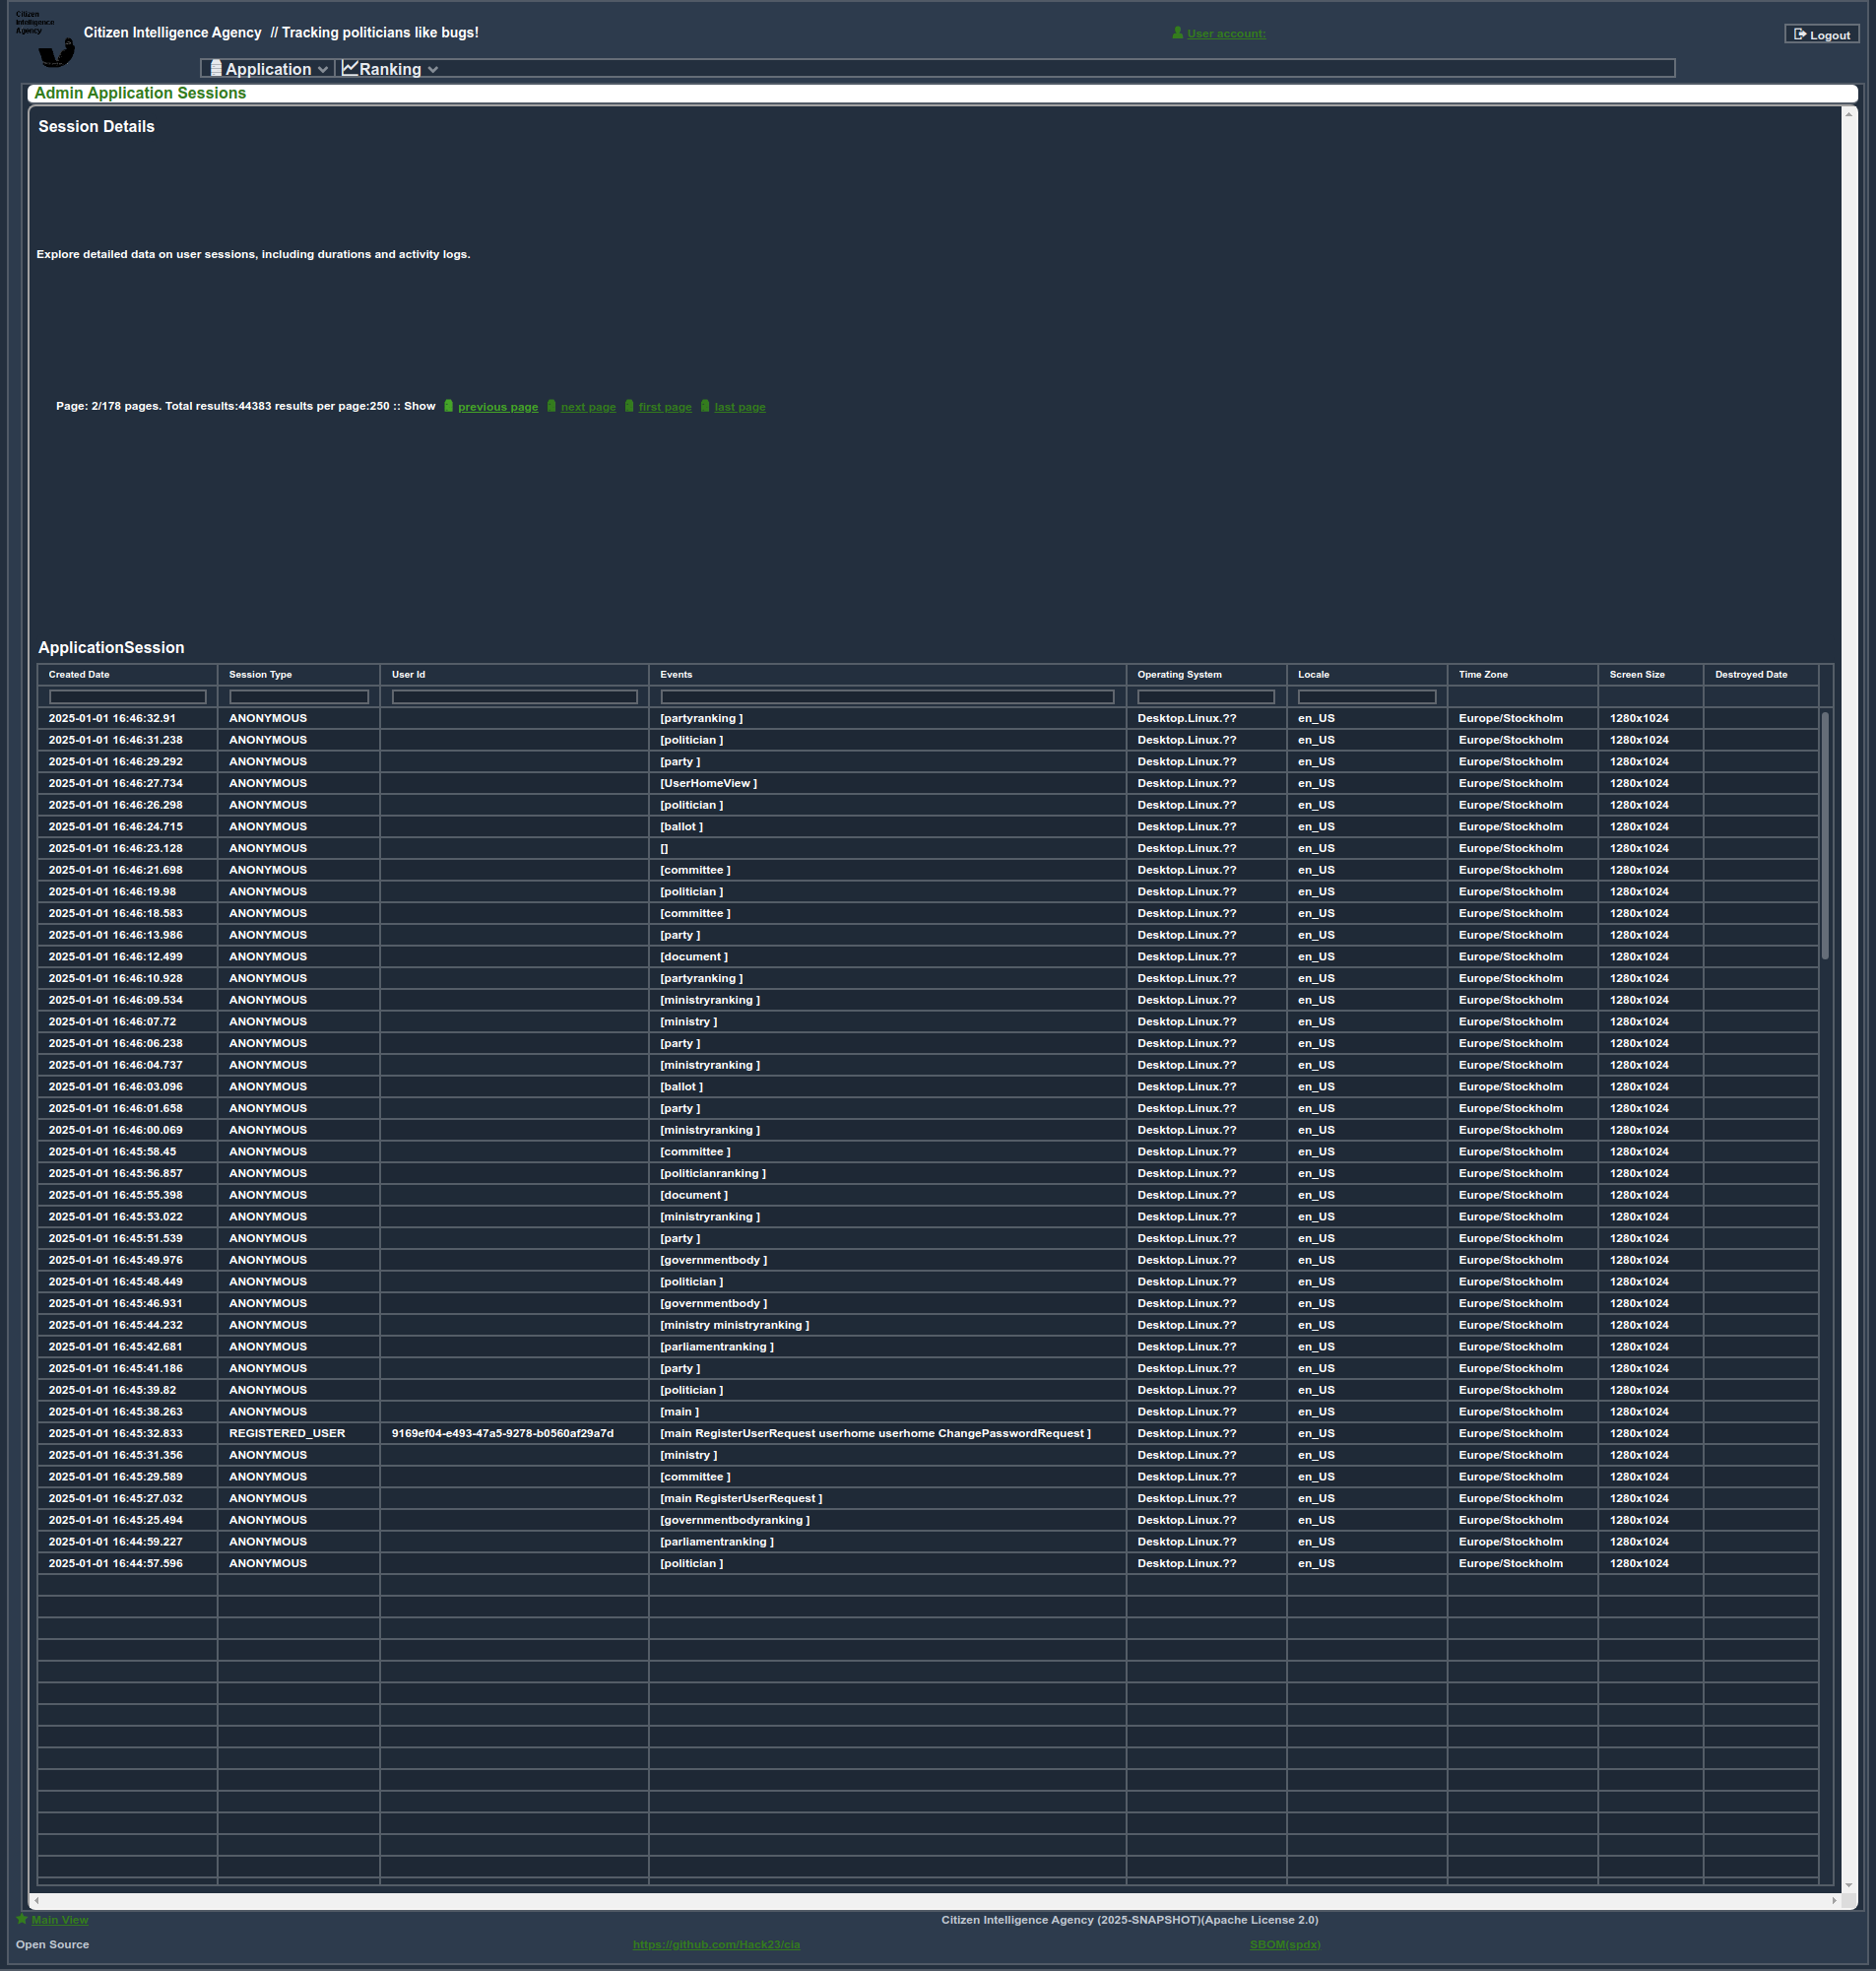 Citizen
Intelligence
Agency
Citizen Intelligence Agency // Tracking politicians like bugs!
User account:
Logout
Application Ranking
Admin Application Sessions
Session Details
Explore detailed data on user sessions, including durations and activity logs.
Page: 2/178 pages. Total results:44383 results per page:250 :: Show previous page next page first page last page
ApplicationSession
Created Date Session Type User Id Events Operating System Locale Time Zone Screen Size Destroyed Date
2025-01-01 16:46:32.91 ANONYMOUS [partyranking ] Desktop.Linux.?? en_US Europe/Stockholm 1280x1024
2025-01-01 16:46:31.238 ANONYMOUS [politician ] Desktop.Linux.?? en_US Europe/Stockholm 1280x1024
2025-01-01 16:46:29.292 ANONYMOUS [party ] Desktop.Linux.?? en_US Europe/Stockholm 1280x1024
2025-01-01 16:46:27.734 ANONYMOUS [UserHomeView ] Desktop.Linux.?? en_US Europe/Stockholm 1280x1024
2025-01-01 16:46:26.298 ANONYMOUS [politician ] Desktop.Linux.?? en_US Europe/Stockholm 1280x1024
2025-01-01 16:46:24.715 ANONYMOUS [ballot ] Desktop.Linux.?? en_US Europe/Stockholm 1280x1024
2025-01-01 16:46:23.128 ANONYMOUS [] Desktop.Linux.?? en_US Europe/Stockholm 1280x1024
2025-01-01 16:46:21.698 ANONYMOUS [committee ] Desktop.Linux.?? en_US Europe/Stockholm 1280x1024
2025-01-01 16:46:19.98 ANONYMOUS [politician ] Desktop.Linux.?? en_US Europe/Stockholm 1280x1024
2025-01-01 16:46:18.583 ANONYMOUS [committee ] Desktop.Linux.?? en_US Europe/Stockholm 1280x1024
2025-01-01 16:46:13.986 ANONYMOUS [party ] Desktop.Linux.?? en_US Europe/Stockholm 1280x1024
2025-01-01 16:46:12.499 ANONYMOUS [document ] Desktop.Linux.?? en_US Europe/Stockholm 1280x1024
2025-01-01 16:46:10.928 ANONYMOUS [partyranking ] Desktop.Linux.?? en_US Europe/Stockholm 1280x1024
2025-01-01 16:46:09.534 ANONYMOUS [ministryranking ] Desktop.Linux.?? en_US Europe/Stockholm 1280x1024
2025-01-01 16:46:07.72 ANONYMOUS [ministry ] Desktop.Linux.?? en_US Europe/Stockholm 1280x1024
2025-01-01 16:46:06.238 ANONYMOUS [party ] Desktop.Linux.?? en_US Europe/Stockholm 1280x1024
2025-01-01 16:46:04.737 ANONYMOUS [ministryranking ] Desktop.Linux.?? en_US Europe/Stockholm 1280x1024
2025-01-01 16:46:03.096 ANONYMOUS [ballot ] Desktop.Linux.?? en_US Europe/Stockholm 1280x1024
2025-01-01 16:46:01.658 ANONYMOUS [party ] Desktop.Linux.?? en_US Europe/Stockholm 1280x1024
2025-01-01 16:46:00.069 ANONYMOUS [ministryranking ] Desktop.Linux.?? en_US Europe/Stockholm 1280x1024
2025-01-01 16:45:58.45 ANONYMOUS [committee ] Desktop.Linux.?? en_US Europe/Stockholm 1280x1024
2025-01-01 16:45:56.857 ANONYMOUS [politicianranking ] Desktop.Linux.?? en_US Europe/Stockholm 1280x1024
2025-01-01 16:45:55.398 ANONYMOUS [document ] Desktop.Linux.?? en_US Europe/Stockholm 1280x1024
2025-01-01 16:45:53.022 ANONYMOUS [ministryranking ] Desktop.Linux.?? en_US Europe/Stockholm 1280x1024
2025-01-01 16:45:51.539 ANONYMOUS [party ] Desktop.Linux.?? en_US Europe/Stockholm 1280x1024
2025-01-01 16:45:49.976 ANONYMOUS [governmentbody ] Desktop.Linux.?? en_US Europe/Stockholm 1280x1024
2025-01-01 16:45:48.449 ANONYMOUS [politician ] Desktop.Linux.?? en_US Europe/Stockholm 1280x1024
2025-01-01 16:45:46.931 ANONYMOUS [governmentbody ] Desktop.Linux.?? en_US Europe/Stockholm 1280x1024
2025-01-01 16:45:44.232 ANONYMOUS [ministry ministryranking ] Desktop.Linux.?? en_US Europe/Stockholm 1280x1024
2025-01-01 16:45:42.681 ANONYMOUS [parliamentranking ] Desktop.Linux.?? en_US Europe/Stockholm 1280x1024
2025-01-01 16:45:41.186 ANONYMOUS [party ] Desktop.Linux.?? en_US Europe/Stockholm 1280x1024
2025-01-01 16:45:39.82 ANONYMOUS [politician ] Desktop.Linux.?? en_US Europe/Stockholm 1280x1024
2025-01-01 16:45:38.263 ANONYMOUS [main ] Desktop.Linux.?? en_US Europe/Stockholm 1280x1024
2025-01-01 16:45:32.833 REGISTERED_USER 9169ef04-e493-47a5-9278-b0560af29a7d [main RegisterUserRequest userhome userhome ChangePasswordRequest ] Desktop.Linux.?? en_US Europe/Stockholm 1280x1024
2025-01-01 16:45:31.356 ANONYMOUS [ministry ] Desktop.Linux.?? en_US Europe/Stockholm 1280x1024
2025-01-01 16:45:29.589 ANONYMOUS [committee ] Desktop.Linux.?? en_US Europe/Stockholm 1280x1024
2025-01-01 16:45:27.032 ANONYMOUS [main RegisterUserRequest ] Desktop.Linux.?? en_US Europe/Stockholm 1280x1024
2025-01-01 16:45:25.494 ANONYMOUS [governmentbodyranking ] Desktop.Linux.?? en_US Europe/Stockholm 1280x1024
2025-01-01 16:44:59.227 ANONYMOUS [parliamentranking ] Desktop.Linux.?? en_US Europe/Stockholm 1280x1024
2025-01-01 16:44:57.596 ANONYMOUS [politician ] Desktop.Linux.?? en_US Europe/Stockholm 1280x1024
Main View Citizen Intelligence Agency (2025-SNAPSHOT)(Apache License 2.0)
Open Source https://github.com/Hack23/cia SBOM(spdx)